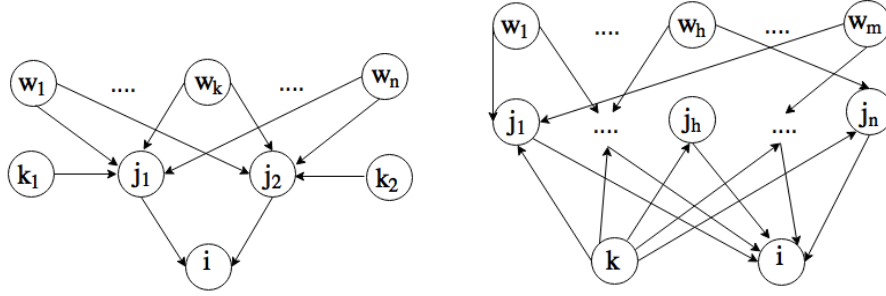 w1 .... wk .... wn
k1 j1 j2 k2
i
w1 .... wh .... wm
j1 .... jh .... jn
k i